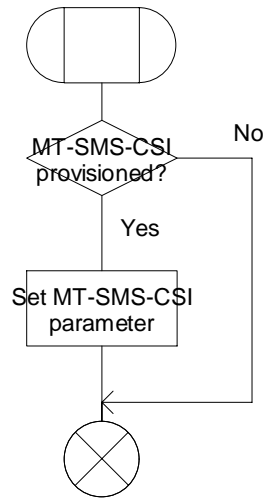 MT-SMS-CSI
provisioned?
No
Yes
Set MT-SMS-CSI
parameter